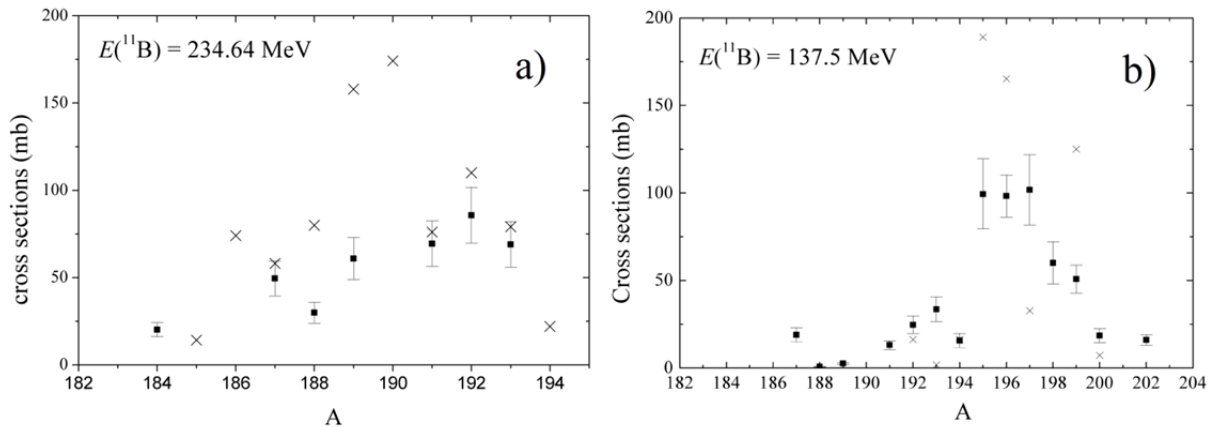 E(¹¹B) = 234.64 MeV
a)
cross sections (mb)
200
150
100
50
0
182 184 186 188 190 192 194
A
E(¹¹B) = 137.5 MeV
b)
Cross sections (mb)
200
150
100
50
0
182 184 186 188 190 192 194 196 198 200 202 204
A